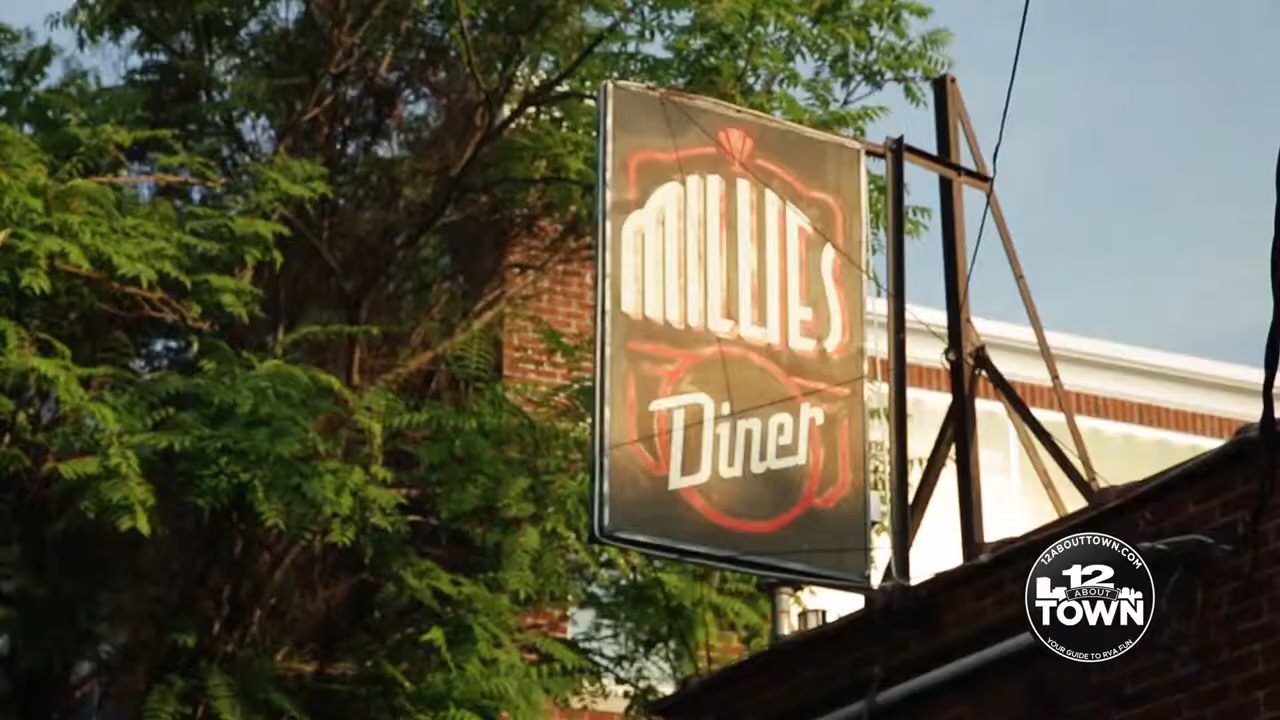 MILLIES
Diner
12ABOUTTOWN.COM
12
ABOUT
TOWN
YOUR GUIDE TO RVA FUN